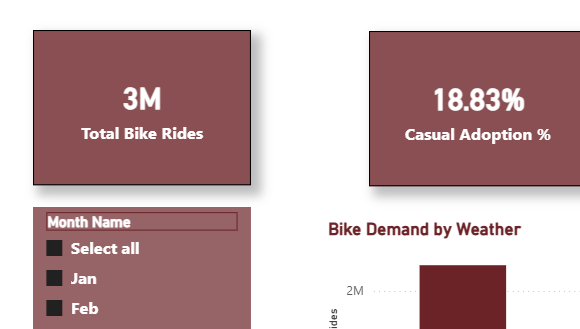 3M
Total Bike Rides
18.83%
Casual Adoption %
Month Name
Select all
Jan
Feb
Bike Demand by Weather
2M